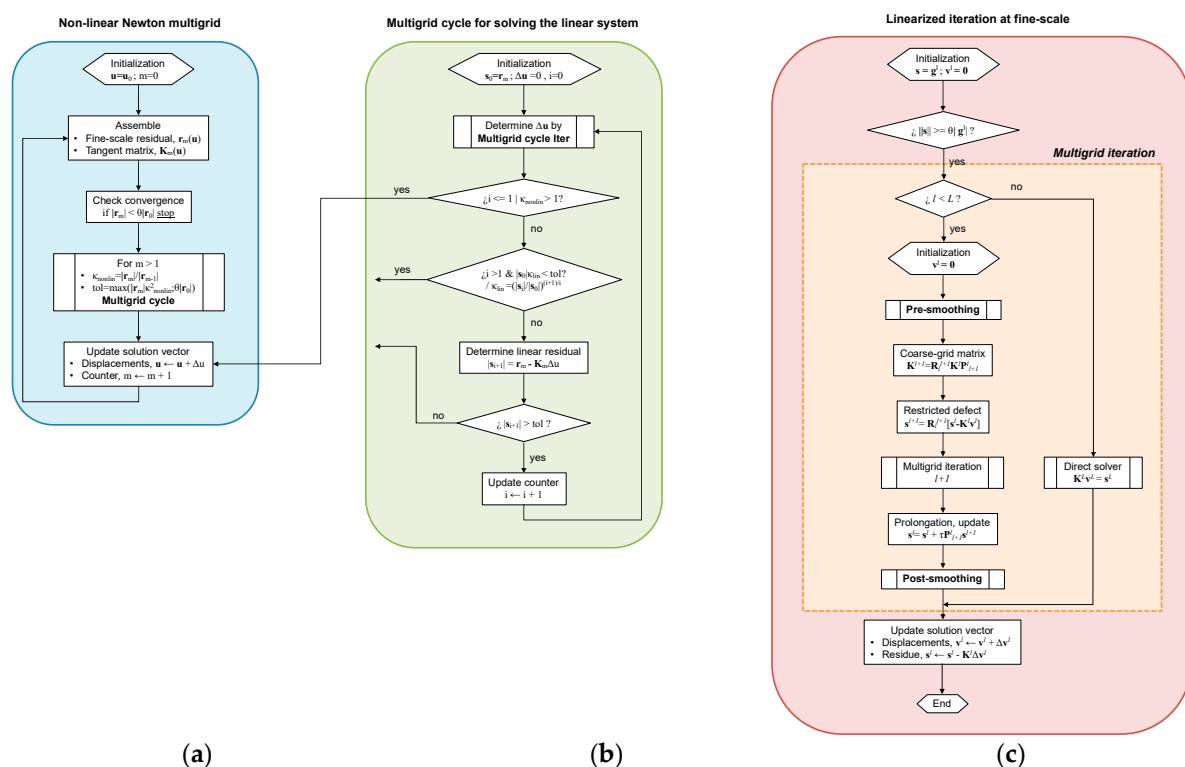 Non-linear Newton multigrid
Initialization
u=u₀ ; m=0
Assemble
• Fine-scale residual, rₘ(u)
• Tangent matrix, Kₘ(u)
Check convergence
if |rₘ| < θ|r₀| stop
For m > 1
• κnonlin=|rₘ|/|rₘ₋₁|
• tol=max(|rₘ|κ²nonlin;θ|r₀|)
Multigrid cycle
Update solution vector
• Displacements, u ← u + Δu
• Counter, m ← m + 1
(a)
Multigrid cycle for solving the linear system
Initialization
s₀=rₘ ; Δu =0 , i=0
Determine Δu by
Multigrid cycle Iter
yes
¿i <= 1 | κnonlin > 1?
no
yes
¿i >1 & |s₀|κlin < tol?
/ κlin =(|sᵢ|/|s₀|)^(i+1)/i
no
Determine linear residual
|sᵢ₊₁| = rₘ - KₘΔu
no
¿ |sᵢ₊₁| > tol ?
yes
Update counter
i ← i + 1
(b)
Linearized iteration at fine-scale
Initialization
s = g¹ ; v¹ = 0
¿ ||s|| >= θ| g¹| ?
yes
Multigrid iteration
no
¿ l < L ?
yes
Initialization
vˡ = 0
Pre-smoothing
Coarse-grid matrix
Kˡ⁺¹=Rₗˡ⁺¹KˡPˡₗ₊₁
Restricted defect
sˡ⁺¹= Rₗˡ⁺¹[sˡ-Kˡvˡ]
Multigrid iteration
l+1
Direct solver
Kᴸvᴸ = sᴸ
Prolongation, update
sˡ= sˡ + τPˡₗ₊₁sˡ⁺¹
Post-smoothing
Update solution vector
• Displacements, vˡ ← vˡ + Δvˡ
• Residue, sˡ ← sˡ - KˡΔvˡ
End
(c)